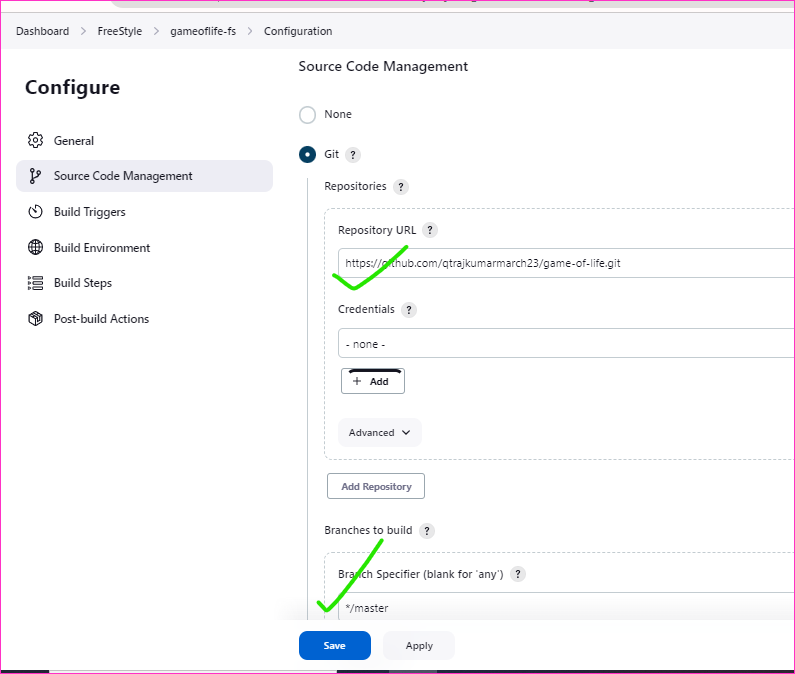 Dashboard > FreeStyle > gameoflife-fs > Configuration
Configure
General
Source Code Management
Build Triggers
Build Environment
Build Steps
Post-build Actions
Source Code Management
None
Git ?
Repositories ?
Repository URL ?
https://github.com/qtrajkumarmarch23/game-of-life.git
Credentials ?
- none -
+ Add
Advanced
Add Repository
Branches to build ?
Branch Specifier (blank for 'any') ?
*/master
Save
Apply